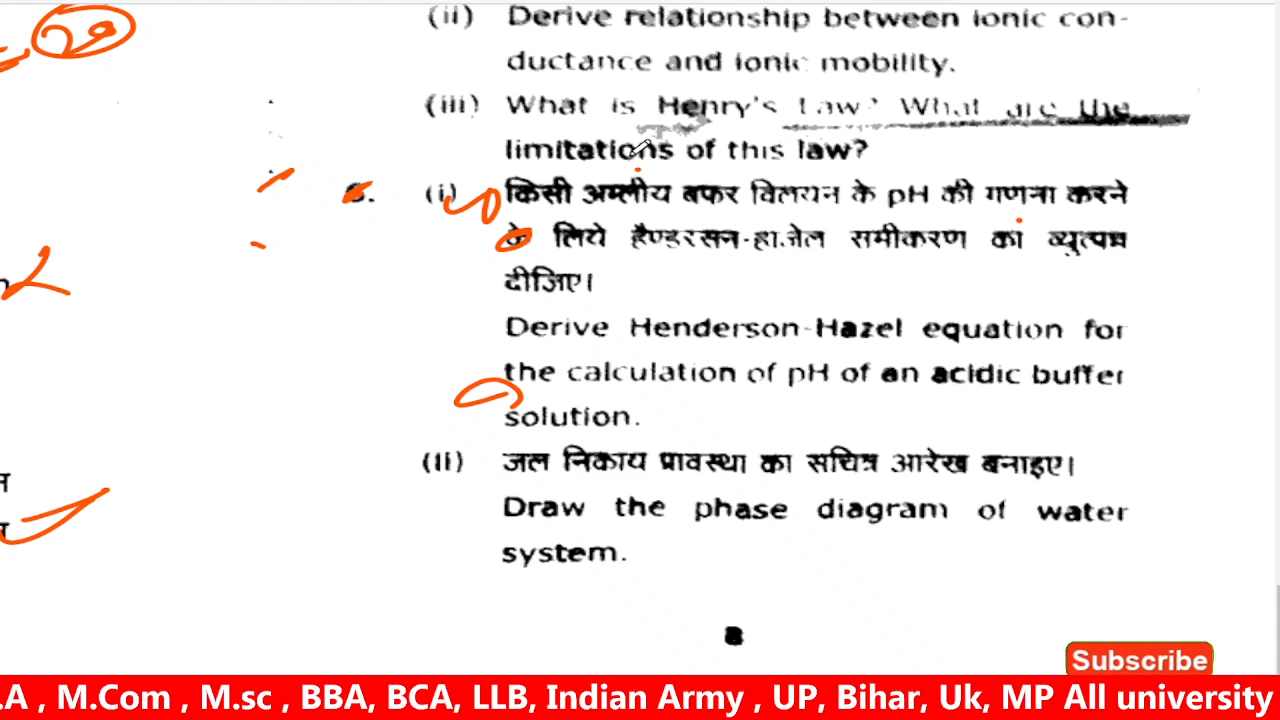 (ii) Derive relationship between ionic con-
ductance and ionic mobility.
(iii) What is Henry's Law? What are the
limitations of this law?
8. (i) किसी अम्लीय बफर विलयन के pH की गणना करने
के लिये हैण्डरसन-हाजेल समीकरण का व्युत्पन्न
दीजिए।
Derive Henderson-Hazel equation for
the calculation of pH of an acidic buffer
solution.
(ii) जल निकाय प्रावस्था का सचित्र आरेख बनाइए।
Draw the phase diagram of water
system.
8
Subscribe
.A , M.Com , M.sc , BBA, BCA, LLB, Indian Army , UP, Bihar, Uk, MP All university